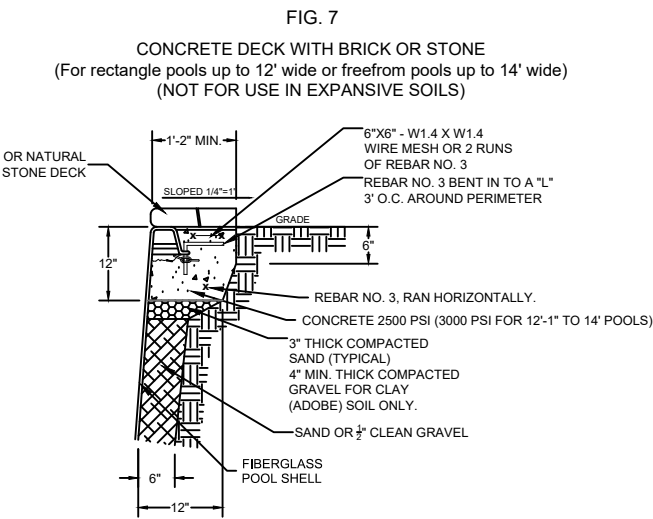 FIG. 7
CONCRETE DECK WITH BRICK OR STONE
(For rectangle pools up to 12' wide or freefrom pools up to 14' wide)
(NOT FOR USE IN EXPANSIVE SOILS)
1'-2" MIN.
6"X6" - W1.4 X W1.4
WIRE MESH OR 2 RUNS
OF REBAR NO. 3
OR NATURAL
STONE DECK
REBAR NO. 3 BENT IN TO A "L"
3' O.C. AROUND PERIMETER
SLOPED 1/4"=1'
GRADE
6"
12"
REBAR NO. 3, RAN HORIZONTALLY.
CONCRETE 2500 PSI (3000 PSI FOR 12'-1" TO 14' POOLS)
3" THICK COMPACTED
SAND (TYPICAL)
4" MIN. THICK COMPACTED
GRAVEL FOR CLAY
(ADOBE) SOIL ONLY.
SAND OR ½" CLEAN GRAVEL
FIBERGLASS
POOL SHELL
6"
12"